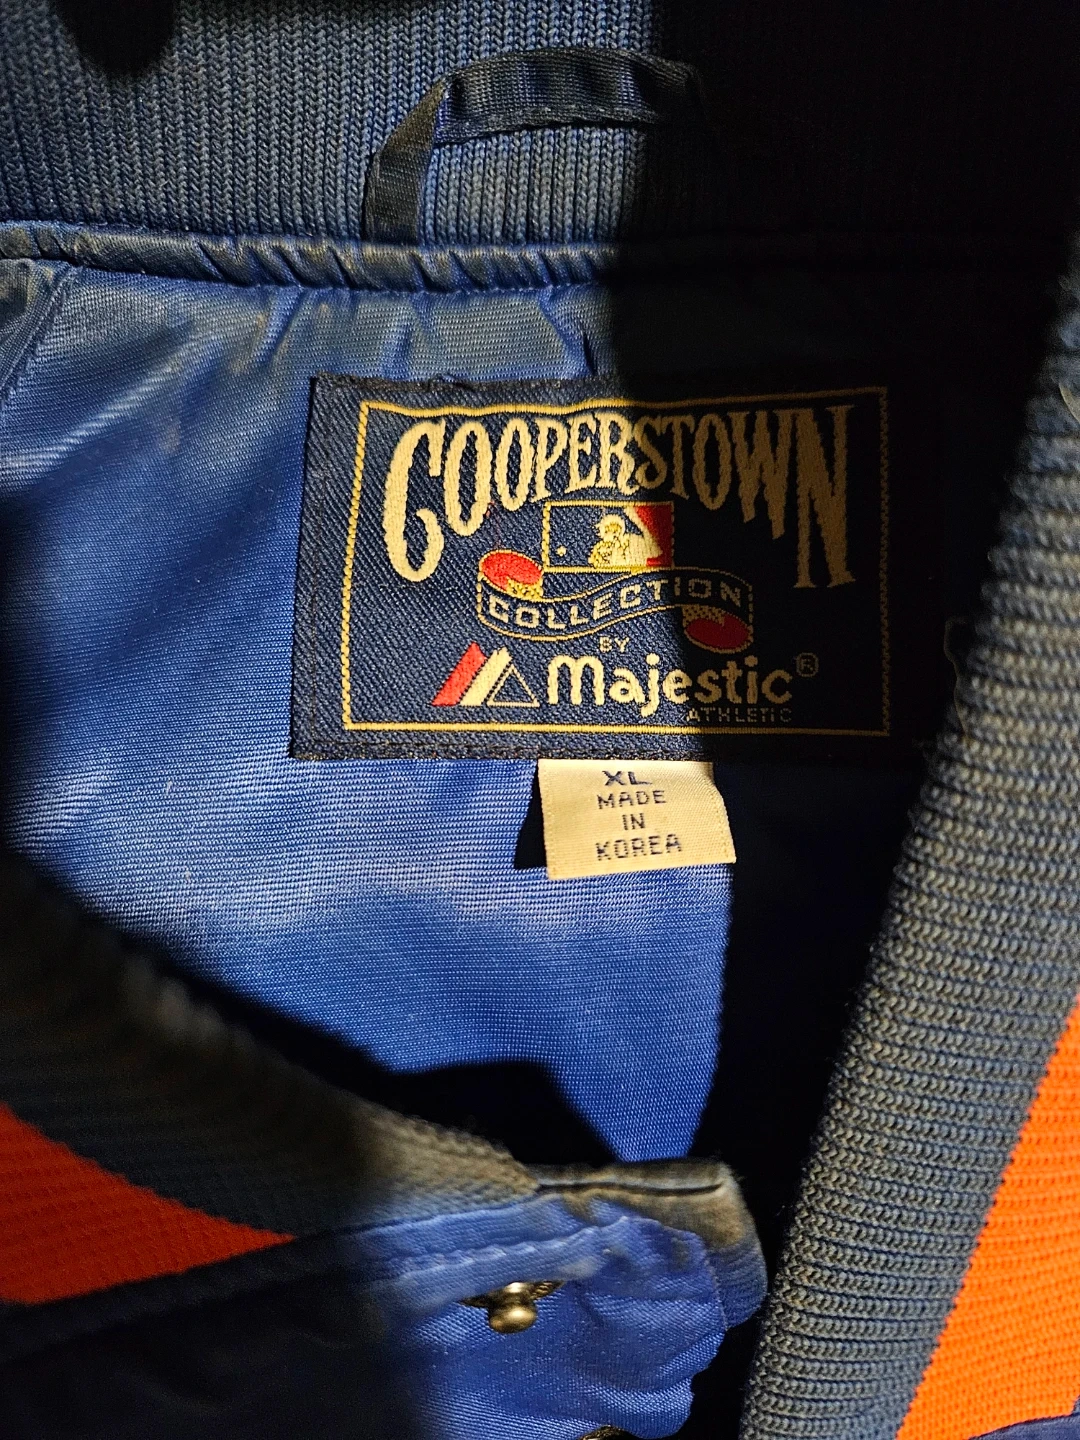 COOPERSTOWN
COLLECTION
BY
Majestic®
ATHLETIC
XL
MADE
IN
KOREA